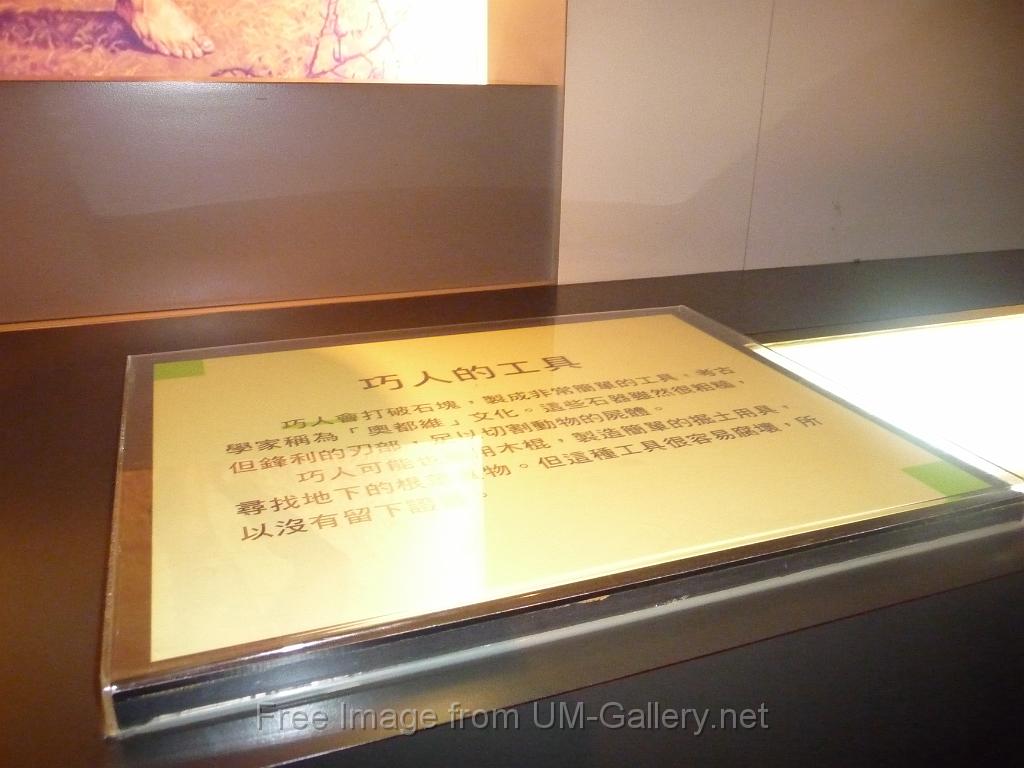 巧人的工具
巧人會打破石塊，製成非常簡單的工具，考古
學家稱為「奧都維」文化。這些石器雖然很粗糙，
但鋒利的刃部，足以切割動物的屍體。
巧人可能也用木棍，製造簡單的掘土用具，
尋找地下的根物。但這種工具很容易腐壞，所
以沒有留下證。
Free Image from UM-Gallery.net